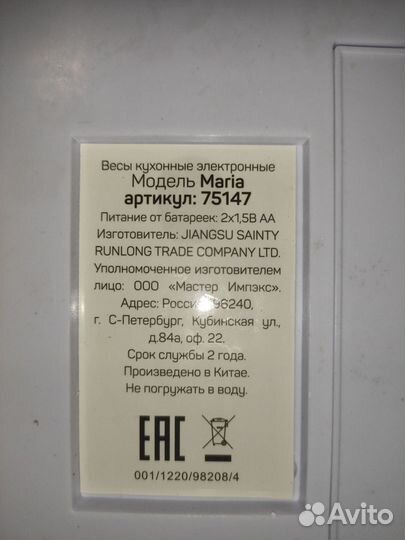 Весы кухонные электронные
Модель Maria
артикул: 75147
Питание от батареек: 2х1,5В АА
Изготовитель: JIANGSU SAINTY
RUNLONG TRADE COMPANY LTD.
Уполномоченное изготовителем
лицо: ООО «Мастер Импэкс».
Адрес: Россия 196240,
г. С-Петербург, Кубинская ул.,
д.84а, оф. 22.
Срок службы 2 года.
Произведено в Китае.
Не погружать в воду.
EAC
001/1220/98208/4
Avito